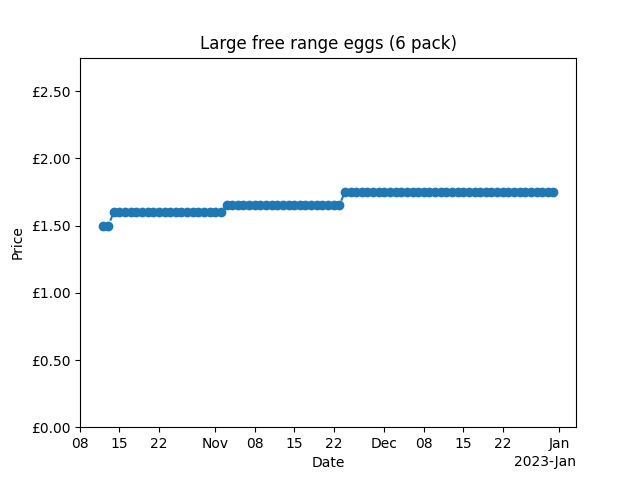 Large free range eggs (6 pack)
£2.50
£2.00
£1.50
£1.00
£0.50
£0.00
Price
08 15 22 Nov 08 15 22 Dec 08 15 22 Jan
Date
2023-Jan